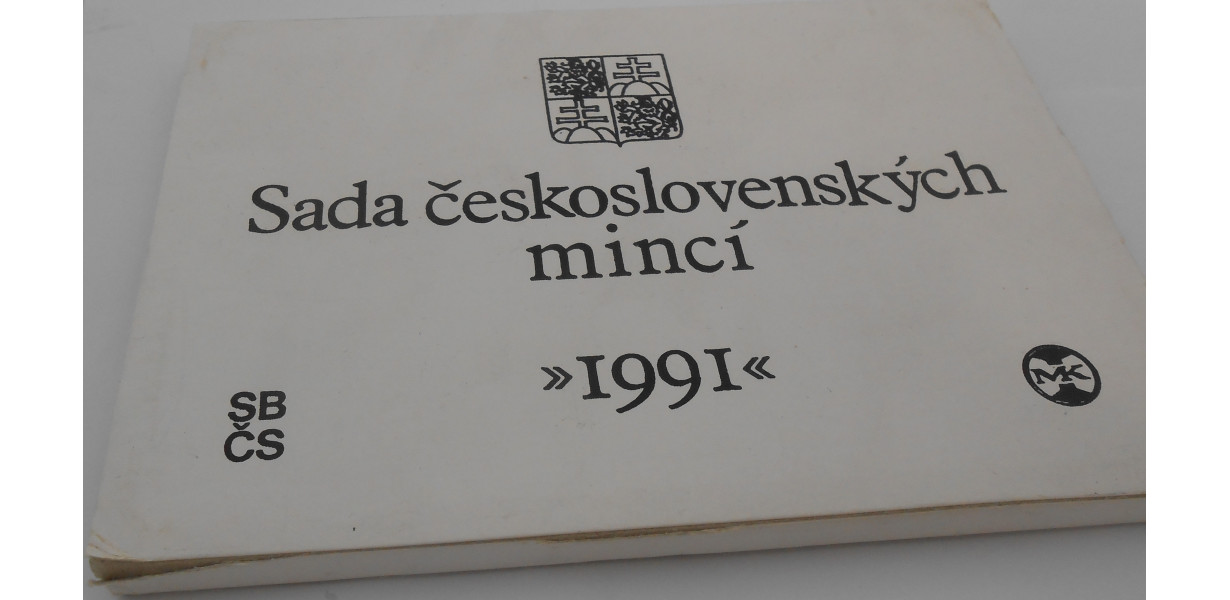 Sada československých
mincí
»1991«
SB
ČS
MK